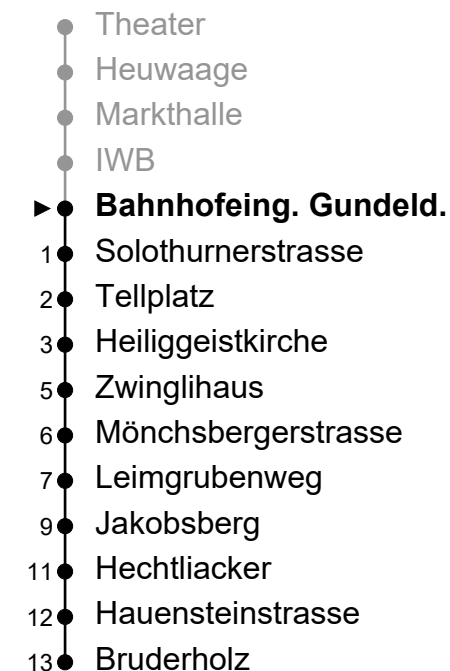 Theater
Heuwaage
Markthalle
IWB
Bahnhofeing. Gundeld.
1 Solothurnerstrasse
2 Tellplatz
3 Heiliggeistkirche
5 Zwinglihaus
6 Mönchsbergerstrasse
7 Leimgrubenweg
9 Jakobsberg
11 Hechtliacker
12 Hauensteinstrasse
13 Bruderholz